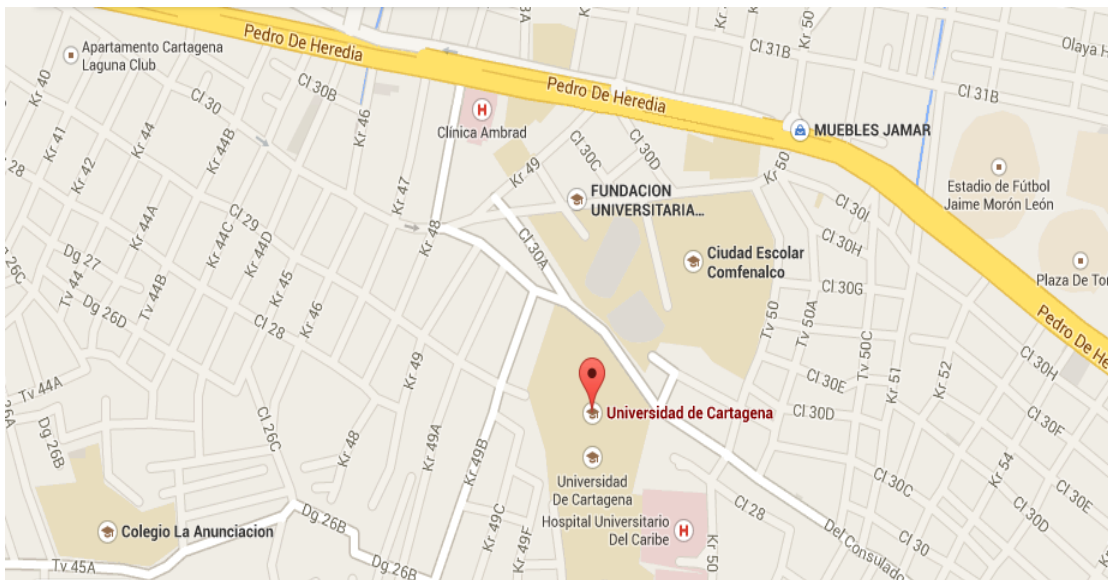 Apartamento Cartagena
Laguna Club
Pedro De Heredia
Pedro De Heredia
Pedro De Heredia
Kr 50
Cl 31B
Cl 31B
Olaya H
Kr 40
Cl 30
Cl 30B
Kr 46
Clínica Ambrad
MUEBLES JAMAR
Kr 41
Kr 44
Kr 44B
Kr 42
Kr 47
Kr 49
Cl 30C
Cl 30D
Kr 50
Estadio de Fútbol
Jaime Morón León
28
FUNDACION
UNIVERSITARIA...
Cl 30I
Cl 29
Kr 44A
Kr 44C
Kr 44D
Kr 48
Cl 30A
Cl 30H
Ciudad Escolar
Comfenalco
Plaza De Tor
Cl 26C
Dg 27
Tv 44
Tv 44B
Kr 45
Kr 46
Cl 30G
Dg 26D
Cl 28
Tv 50
Tv 50A
Tv 50C
Kr 49
Kr 51
Kr 52
Cl 30H
Tv 44A
Cl 30E
Cl 30D
Universidad de Cartagena
Dg 26B
Cl 26C
Kr 48
Kr 49A
Kr 49B
Cl 30F
Universidad
De Cartagena
Cl 30C
Kr 54
Cl 30E
Colegio La Anunciacion
Dg 26B
Kr 49C
Kr 49E
Hospital Universitario
Del Caribe
Cl 28
Del Consulado
Cl 30
Cl 30D
Kr 50
Tv 45A
Dg 26B